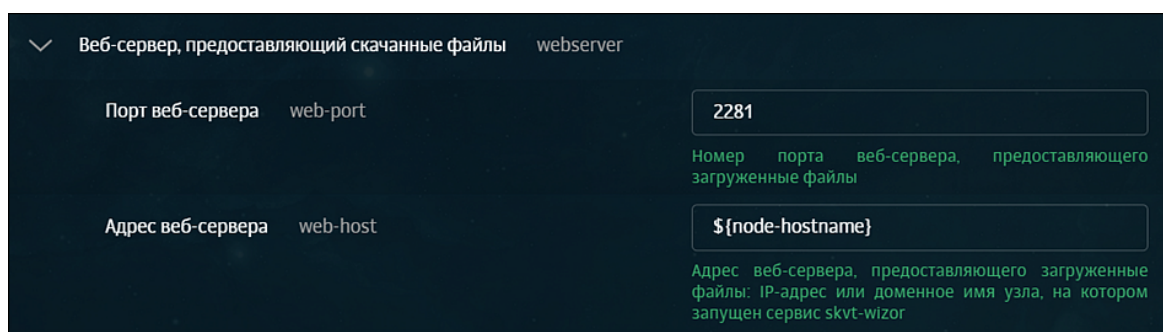 Веб-сервер, предоставляющий скачанные файлы webserver
Порт веб-сервера web-port
2281
Номер порта веб-сервера, предоставляющего
загруженные файлы
Адрес веб-сервера web-host
${node-hostname}
Адрес веб-сервера, предоставляющего загруженные
файлы: IP-адрес или доменное имя узла, на котором
запущен сервис skvt-wizor